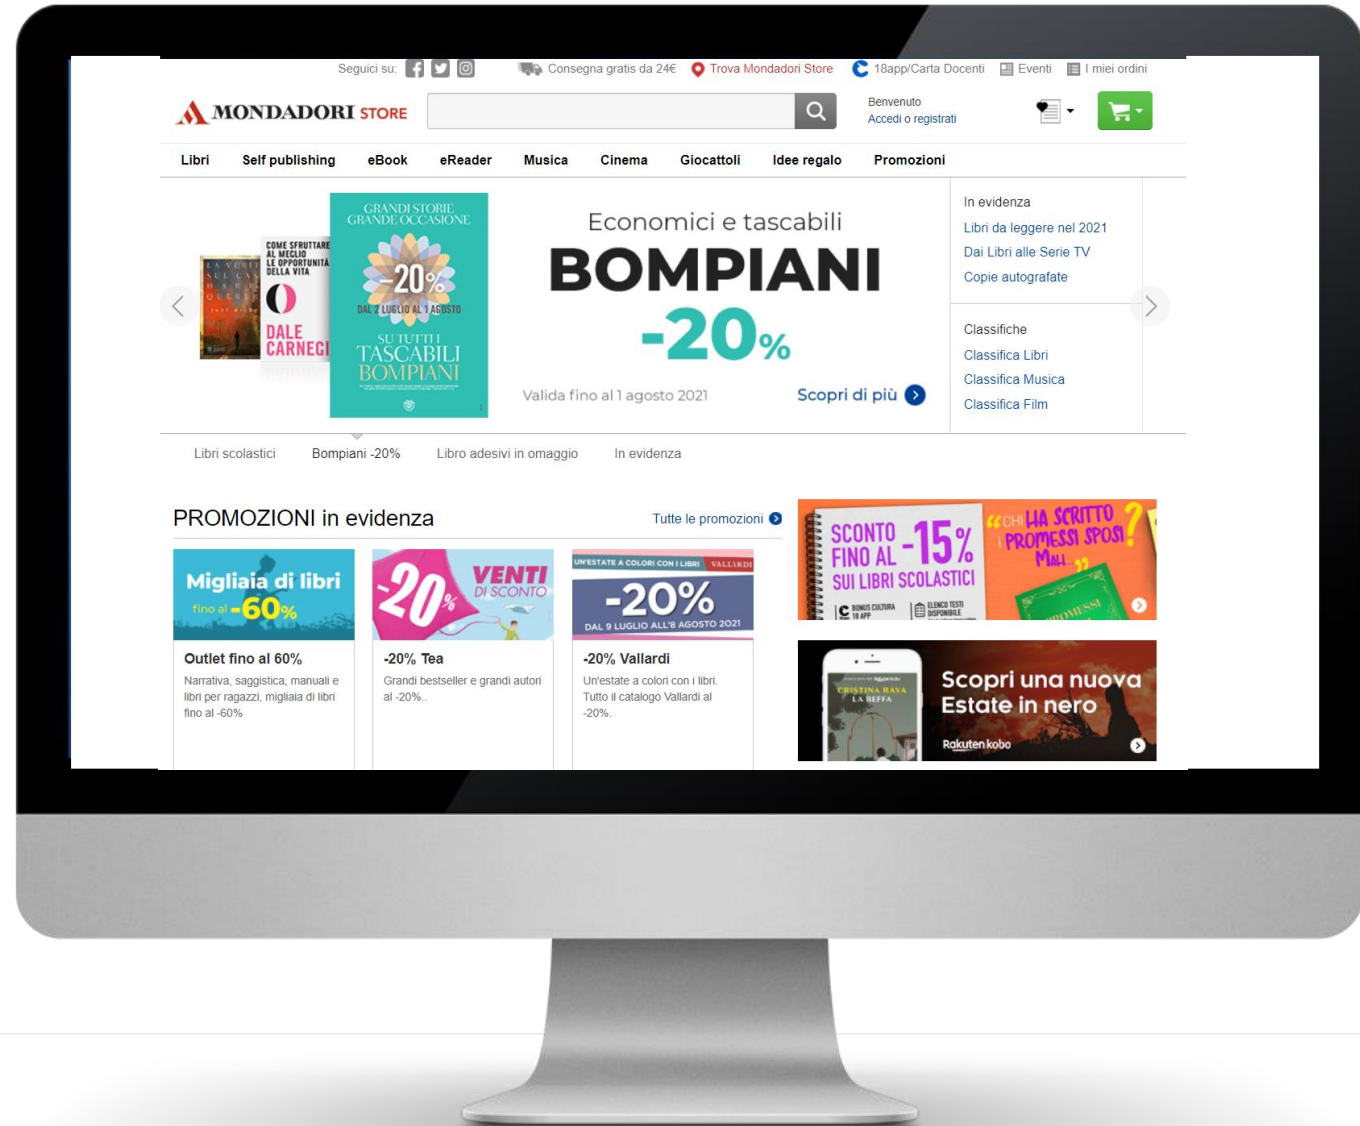 Seguici su:
Consegna gratis da 24€
Trova Mondadori Store
18app/Carta Docenti
Eventi
I miei ordini
MONDADORI STORE
Benvenuto
Accedi o registrati
Libri
Self publishing
eBook
eReader
Musica
Cinema
Giocattoli
Idee regalo
Promozioni
LA VERITÀ
SUL CASO
HARRY
QUEBERT
COME SFRUTTARE
AL MEGLIO
LE OPPORTUNITÀ
DELLA VITA
DALE
CARNEGI
GRANDI STORIE
GRANDE OCCASIONE
-20%
DAL 2 LUGLIO AL 1 AGOSTO
SU TUTTI I
TASCABILI
BOMPIANI
Economici e tascabili
BOMPIANI
-20%
Valida fino al 1 agosto 2021
Scopri di più
In evidenza
Libri da leggere nel 2021
Dai Libri alle Serie TV
Copie autografate
Classifiche
Classifica Libri
Classifica Musica
Classifica Film
Libri scolastici
Bompiani -20%
Libro adesivi in omaggio
In evidenza
PROMOZIONI in evidenza
Tutte le promozioni
Migliaia di libri
fino al -60%
Outlet fino al 60%
Narrativa, saggistica, manuali e
libri per ragazzi, migliaia di libri
fino al -60%
-20%
VENTI
DI SCONTO
-20% Tea
Grandi bestseller e grandi autori
al -20%..
UN'ESTATE A COLORI CON I LIBRI VALLARDI
-20%
DAL 9 LUGLIO ALL'8 AGOSTO 2021
-20% Vallardi
Un'estate a colori con i libri.
Tutto il catalogo Vallardi al
-20%.
SCONTO
FINO AL -15%
SUI LIBRI SCOLASTICI
BONUS CULTURA
18 APP
ELENCO TESTI
DISPONIBILE
“CHI HA SCRITTO
i PROMESSI SPOSI?
MAH...”
CRISTINA RAVA
LA BEFFA
Scopri una nuova
Estate in nero
Rakuten kobo